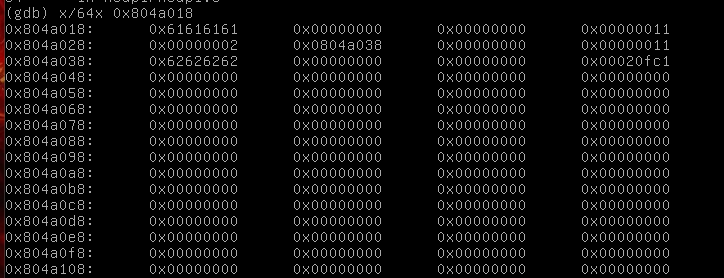 (gdb) x/64x 0x804a018
0x804a018: 0x61616161 0x00000000 0x00000000 0x00000011
0x804a028: 0x00000002 0x0804a038 0x00000000 0x00000011
0x804a038: 0x62626262 0x00000000 0x00000000 0x00020fc1
0x804a048: 0x00000000 0x00000000 0x00000000 0x00000000
0x804a058: 0x00000000 0x00000000 0x00000000 0x00000000
0x804a068: 0x00000000 0x00000000 0x00000000 0x00000000
0x804a078: 0x00000000 0x00000000 0x00000000 0x00000000
0x804a088: 0x00000000 0x00000000 0x00000000 0x00000000
0x804a098: 0x00000000 0x00000000 0x00000000 0x00000000
0x804a0a8: 0x00000000 0x00000000 0x00000000 0x00000000
0x804a0b8: 0x00000000 0x00000000 0x00000000 0x00000000
0x804a0c8: 0x00000000 0x00000000 0x00000000 0x00000000
0x804a0d8: 0x00000000 0x00000000 0x00000000 0x00000000
0x804a0e8: 0x00000000 0x00000000 0x00000000 0x00000000
0x804a0f8: 0x00000000 0x00000000 0x00000000 0x00000000
0x804a108: 0x00000000 0x00000000 0x00000000 0x00000000